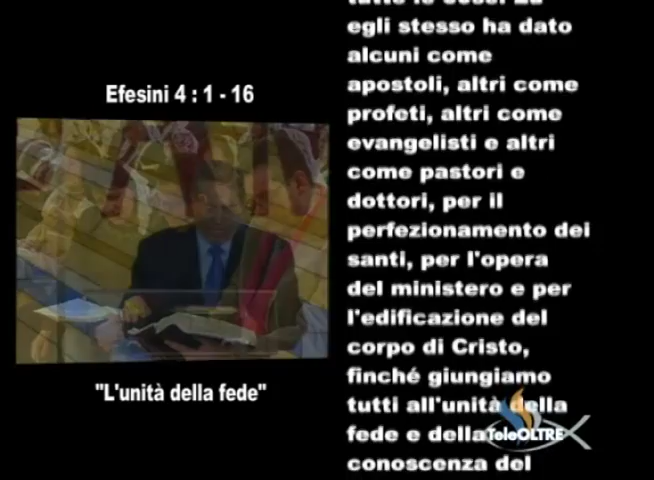 Efesini 4 : 1 - 16
"L'unità della fede"
egli stesso ha dato
alcuni come
apostoli, altri come
profeti, altri come
evangelisti e altri
come pastori e
dottori, per il
perfezionamento dei
santi, per l'opera
del ministero e per
l'edificazione del
corpo di Cristo,
finché giungiamo
tutti all'unità della
fede e della
conoscenza del
TeleOLTRE